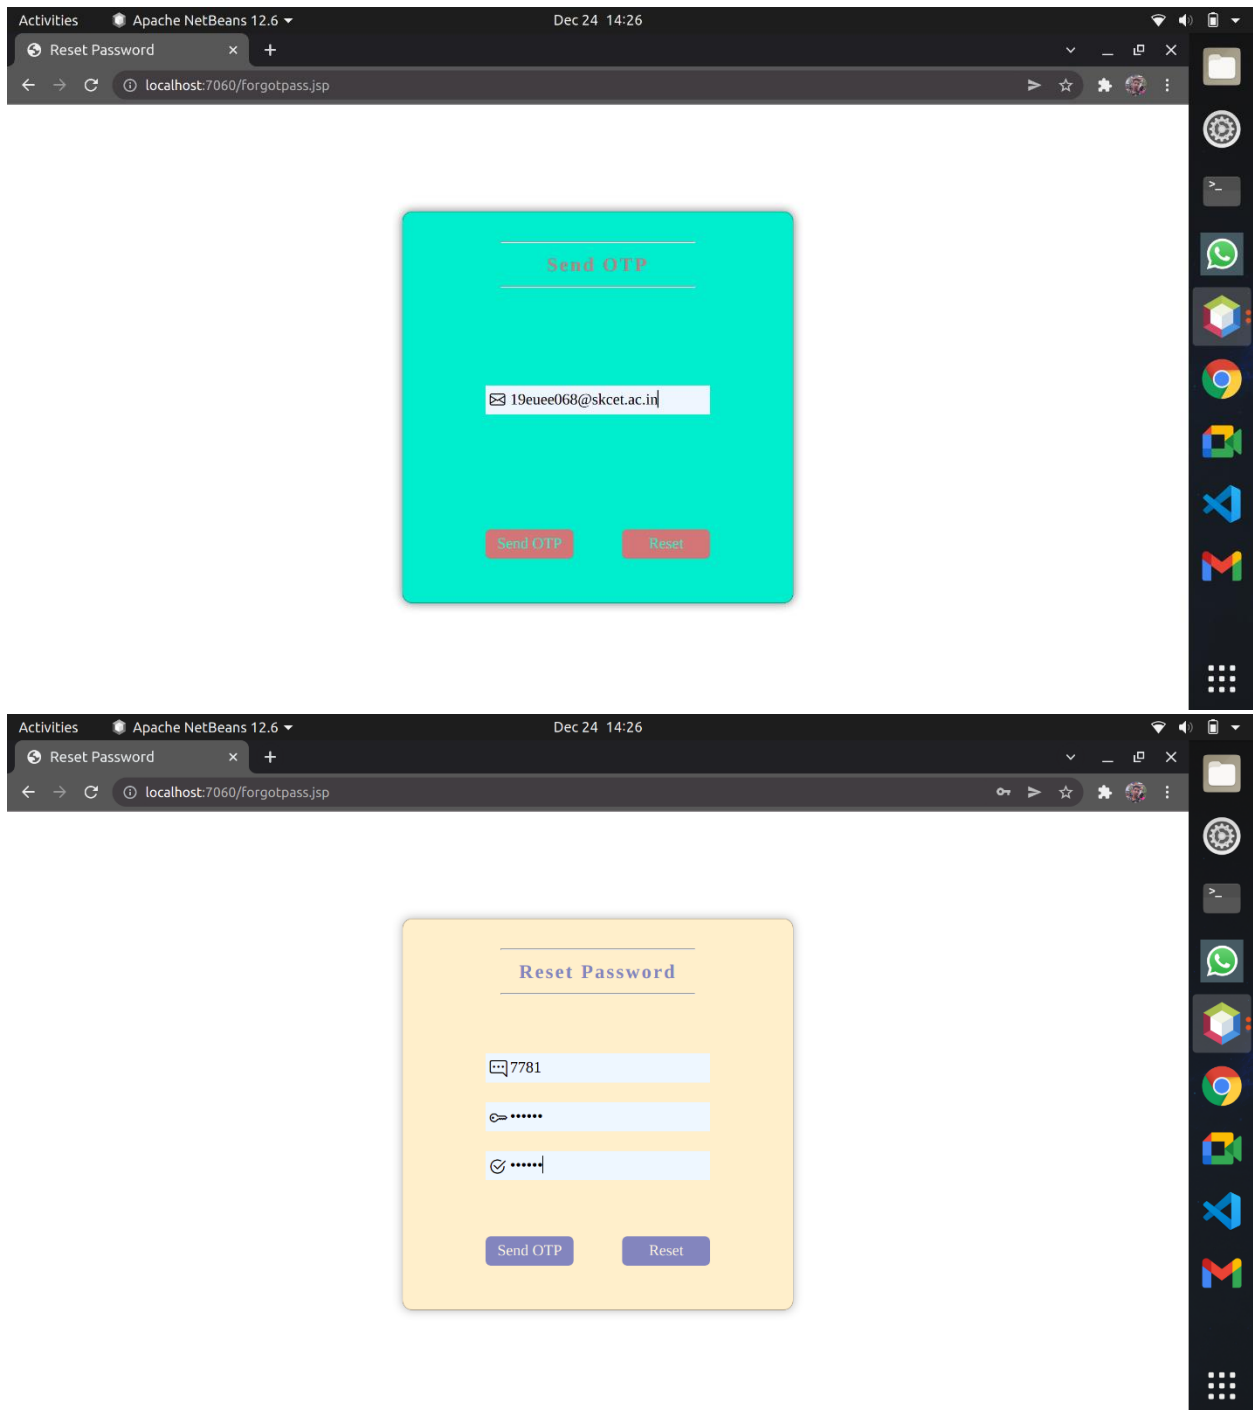 Activities Apache NetBeans 12.6 Dec 24 14:26
Reset Password
localhost:7060/forgotpass.jsp
Send OTP
19euee068@skcet.ac.in
Send OTP Reset
Activities Apache NetBeans 12.6 Dec 24 14:26
Reset Password
localhost:7060/forgotpass.jsp
Reset Password
7781
••••••
••••••
Send OTP Reset